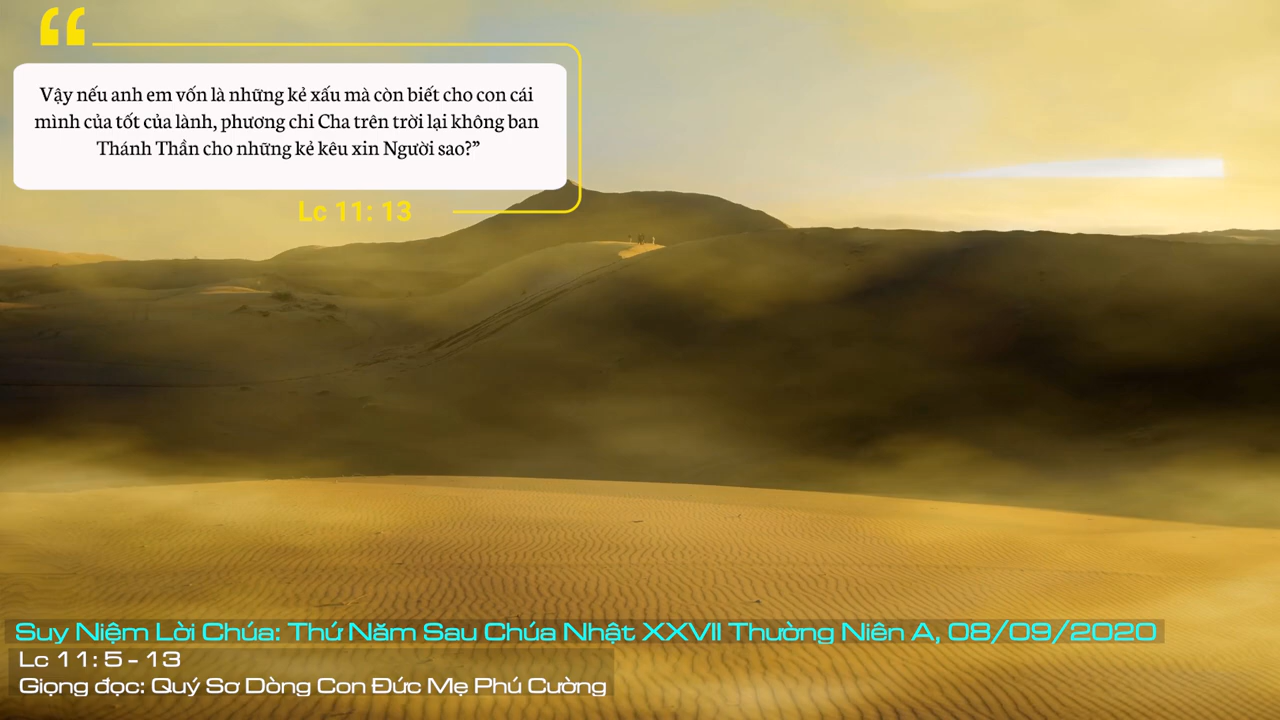 Vậy nếu anh em vốn là những kẻ xấu mà còn biết cho con cái
mình của tốt của lành, phương chi Cha trên trời lại không ban
Thánh Thần cho những kẻ kêu xin Người sao?”
Lc 11: 13
Suy Niệm Lời Chúa: Thứ Năm Sau Chúa Nhật XXVII Thường Niên A, 08/09/2020
Lc 11: 5 - 13
Giọng đọc: Quý Sơ Dòng Con Đức Mẹ Phú Cường